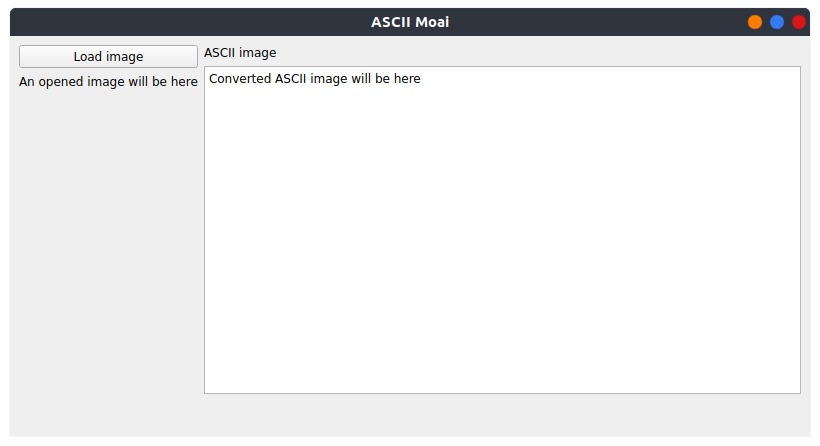 ASCII Moai
Load image
An opened image will be here
ASCII image
Converted ASCII image will be here